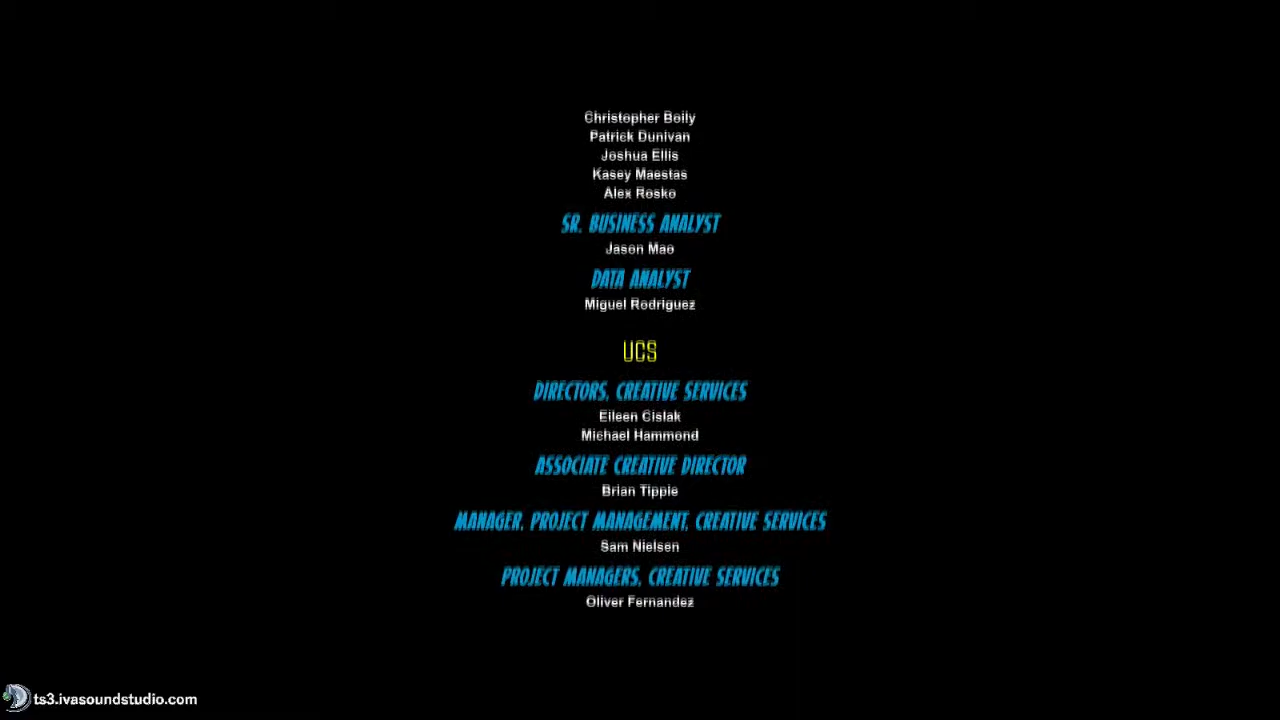 Christopher Boily
Patrick Dunivan
Joshua Ellis
Kasey Maestas
Alex Rosko
SR. BUSINESS ANALYST
Jason Mao
DATA ANALYST
Miguel Rodriguez
UCS
DIRECTORS, CREATIVE SERVICES
Eileen Cislak
Michael Hammond
ASSOCIATE CREATIVE DIRECTOR
Brian Tippie
MANAGER, PROJECT MANAGEMENT, CREATIVE SERVICES
Sam Nielsen
PROJECT MANAGERS, CREATIVE SERVICES
Oliver Fernandez
ts3.ivasoundstudio.com